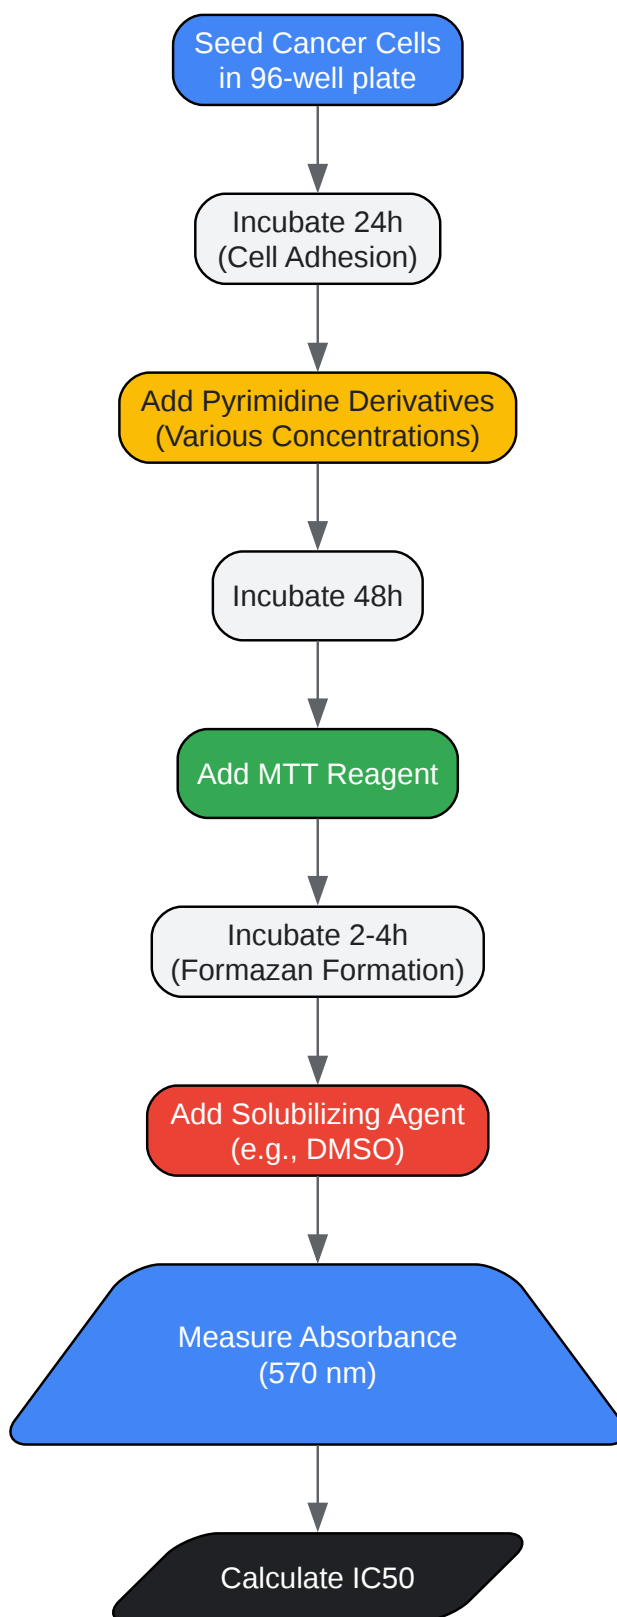 Seed Cancer Cells
in 96-well plate
Incubate 24h
(Cell Adhesion)
Add Pyrimidine Derivatives
(Various Concentrations)
Incubate 48h
Add MTT Reagent
Incubate 2-4h
(Formazan Formation)
Add Solubilizing Agent
(e.g., DMSO)
Measure Absorbance
(570 nm)
Calculate IC50